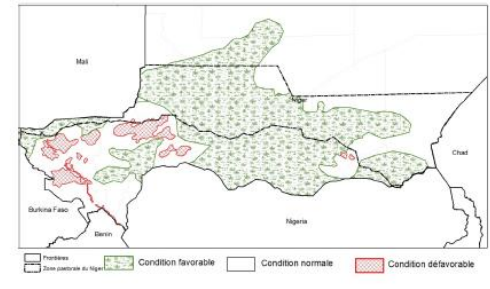 Mali
Niger
Chad
Burkina Faso
Benin
Nigeria
Frontières
Zone pastorale du Niger
Condition favorable
Condition normale
Condition défavorable